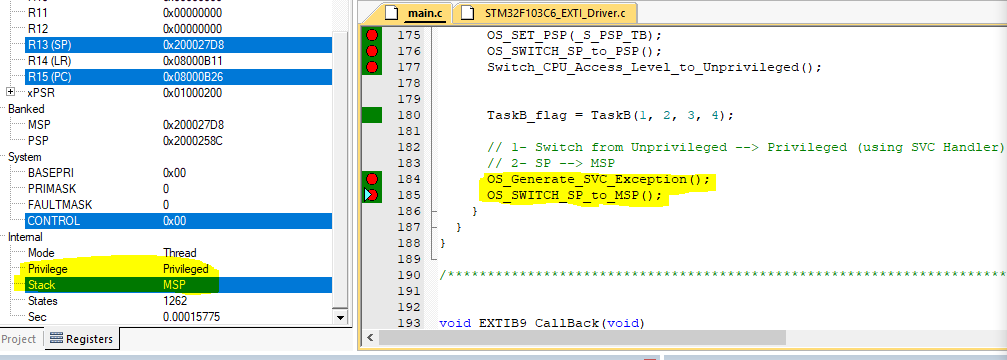 R11 0x00000000
R12 0x00000000
R13 (SP) 0x200027D8
R14 (LR) 0x08000B11
R15 (PC) 0x08000B26
xPSR 0x01000200
Banked
MSP 0x200027D8
PSP 0x2000258C
System
BASEPRI 0x00
PRIMASK 0
FAULTMASK 0
CONTROL 0x00
Internal
Mode Thread
Privilege Privileged
Stack MSP
States 1262
Sec 0.00015775
Project Registers
main.c STM32F103C6_EXTI_Driver.c
175 OS_SET_PSP(_S_PSP_TB);
176 OS_SWITCH_SP_to_PSP();
177 Switch_CPU_Access_Level_to_Unprivileged();
178
179
180 TaskB_flag = TaskB(1, 2, 3, 4);
181
182 // 1- Switch from Unprivileged --> Privileged (using SVC Handler)
183 // 2- SP --> MSP
184 OS_Generate_SVC_Exception();
185 OS_SWITCH_SP_to_MSP();
186 }
187 }
188 }
189
190 /******************************************************************************
191
192
193 void EXTIB9_CallBack(void)